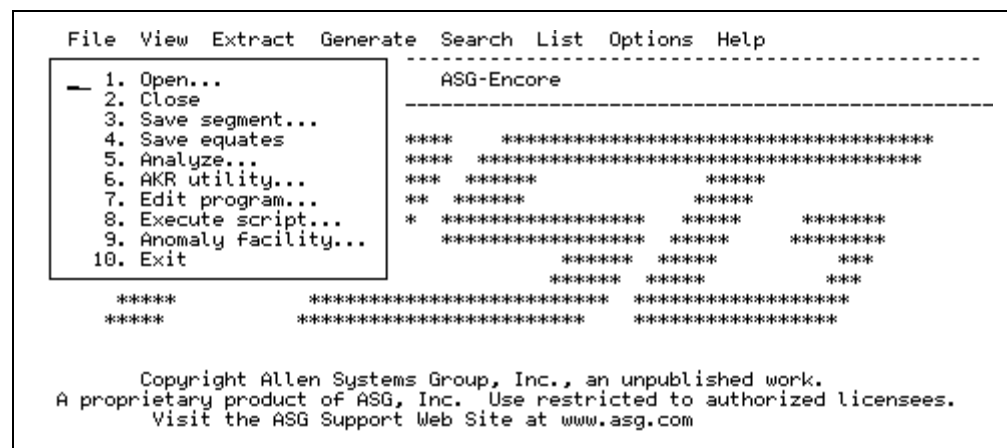 File  View  Extract  Generate  Search  List  Options  Help
ASG-Encore
__ 1. Open...
2. Close
3. Save segment...
4. Save equates
5. Analyze...
6. AKR utility...
7. Edit program...
8. Execute script...
9. Anomaly facility...
10. Exit
Copyright Allen Systems Group, Inc., an unpublished work.
A proprietary product of ASG, Inc.  Use restricted to authorized licensees.
Visit the ASG Support Web Site at www.asg.com